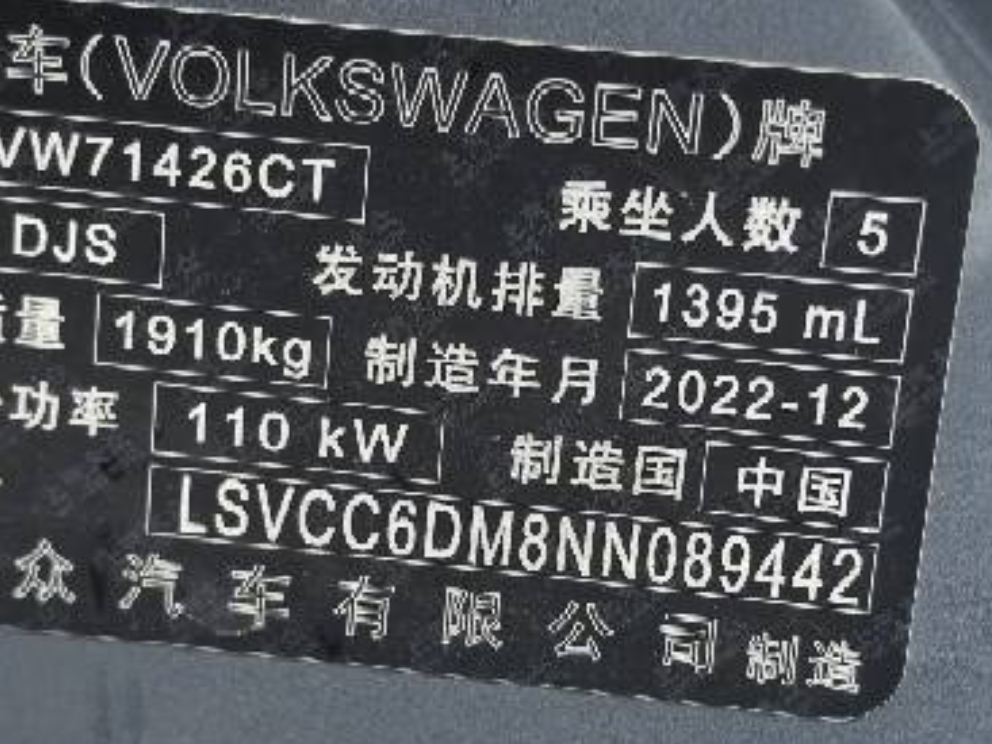 车(VOLKSWAGEN)牌
VW71426CT 乘坐人数 5
DJS 发动机排量 1395 mL
质量 1910kg 制造年月 2022-12
功率 110 kW 制造国 中国
LSVCC6DM8NN089442
众汽车有限公司制造